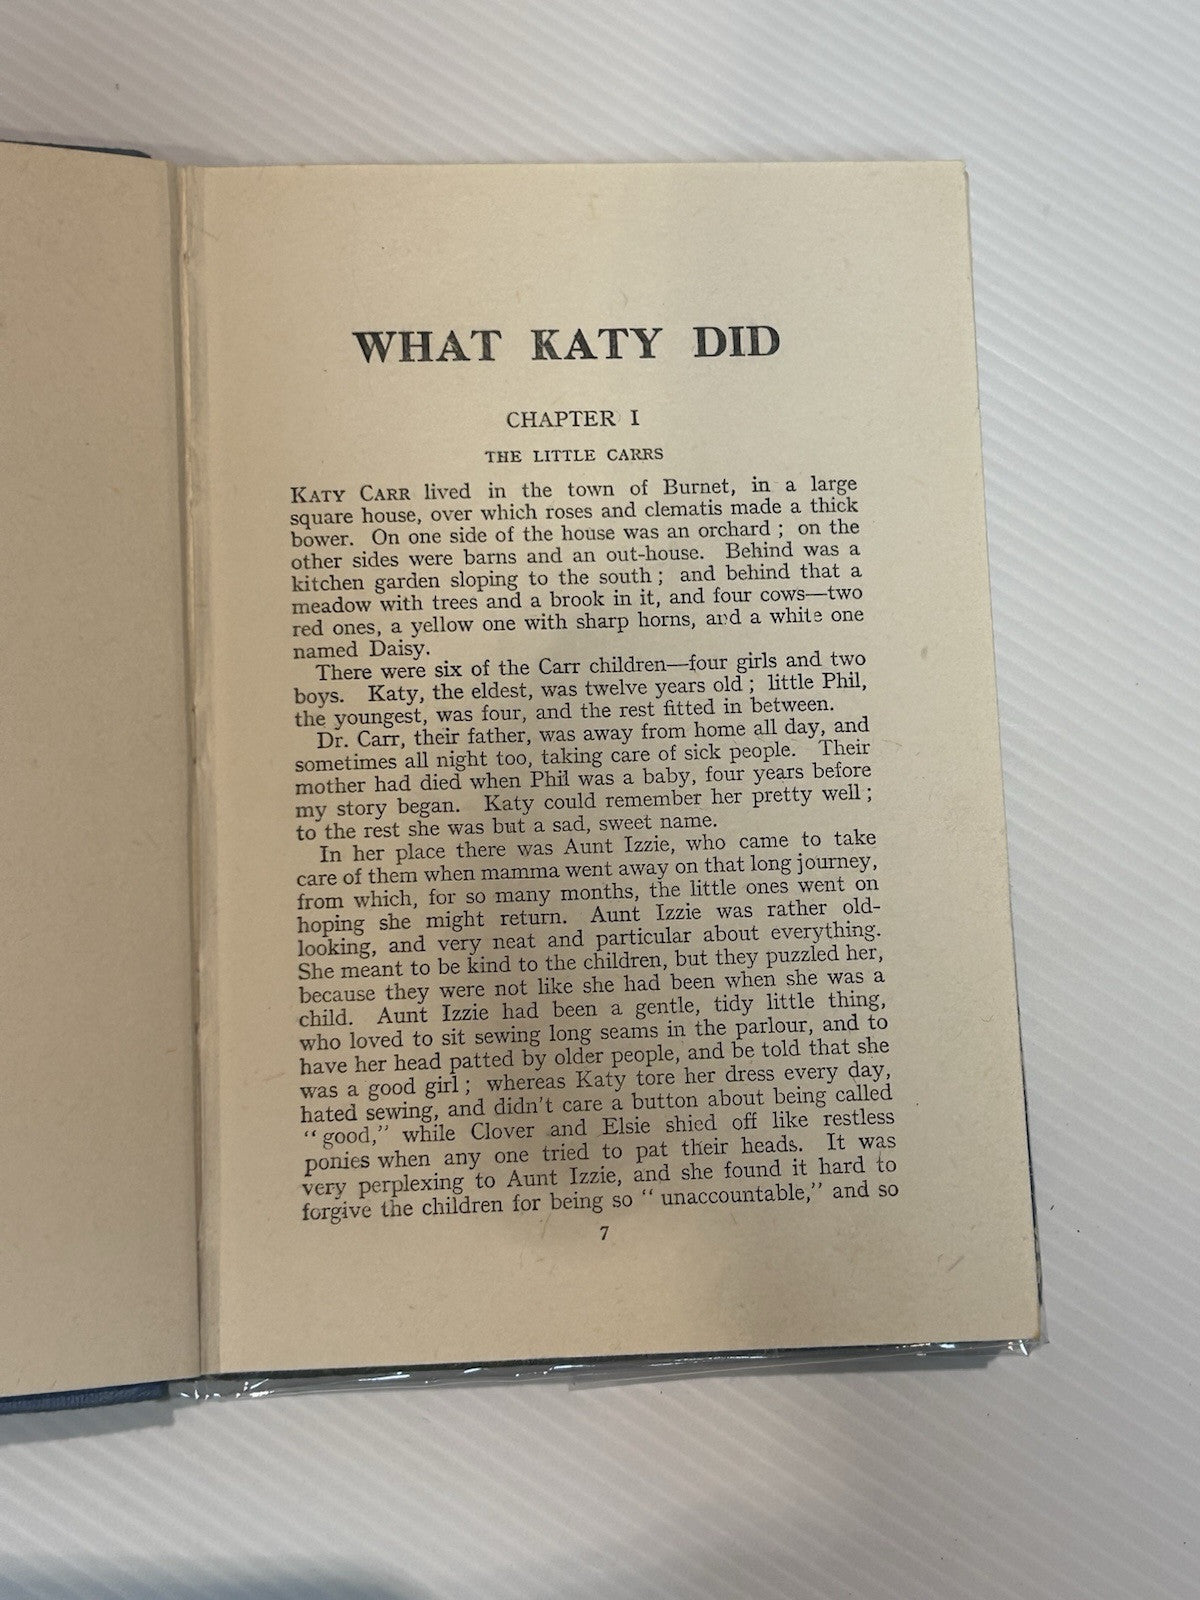 WHAT KATY DID
CHAPTER I
THE LITTLE CARRS
KATY CARR lived in the town of Burnet, in a large
square house, over which roses and clematis made a thick
bower. On one side of the house was an orchard; on the
other sides were barns and an out-house. Behind was a
kitchen garden sloping to the south; and behind that a
meadow with trees and a brook in it, and four cows—two
red ones, a yellow one with sharp horns, and a white one
named Daisy.
There were six of the Carr children—four girls and two
boys. Katy, the eldest, was twelve years old; little Phil,
the youngest, was four, and the rest fitted in between.
Dr. Carr, their father, was away from home all day, and
sometimes all night too, taking care of sick people. Their
mother had died when Phil was a baby, four years before
my story began. Katy could remember her pretty well;
to the rest she was but a sad, sweet name.
In her place there was Aunt Izzie, who came to take
care of them when mamma went away on that long journey,
from which, for so many months, the little ones went on
hoping she might return. Aunt Izzie was rather old-
looking, and very neat and particular about everything.
She meant to be kind to the children, but they puzzled her,
because they were not like she had been when she was a
child. Aunt Izzie had been a gentle, tidy little thing,
who loved to sit sewing long seams in the parlour, and to
have her head patted by older people, and be told that she
was a good girl; whereas Katy tore her dress every day,
hated sewing, and didn't care a button about being called
"good," while Clover and Elsie shied off like restless
ponies when any one tried to pat their heads. It was
very perplexing to Aunt Izzie, and she found it hard to
forgive the children for being so "unaccountable," and so
7